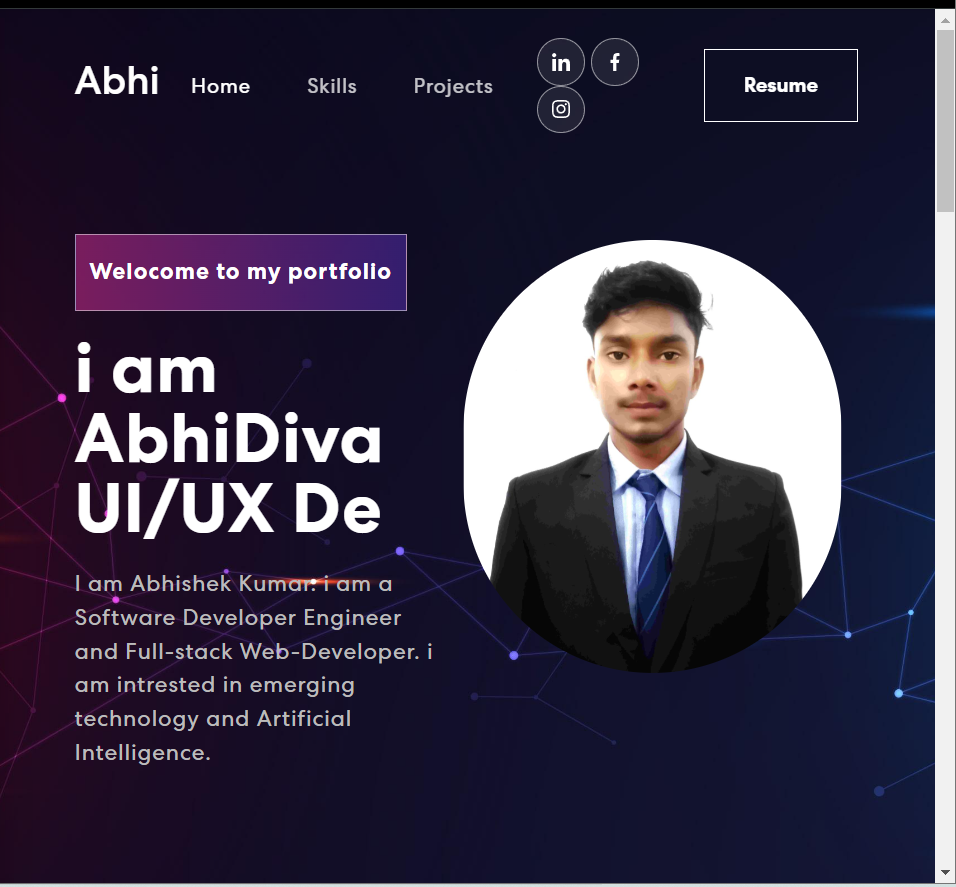 Abhi Home Skills Projects in f Resume
Welocome to my portfolio
i am
AbhiDiva
UI/UX De
I am Abhishek Kumar. i am a
Software Developer Engineer
and Full-stack Web-Developer. i
am intrested in emerging
technology and Artificial
Intelligence.